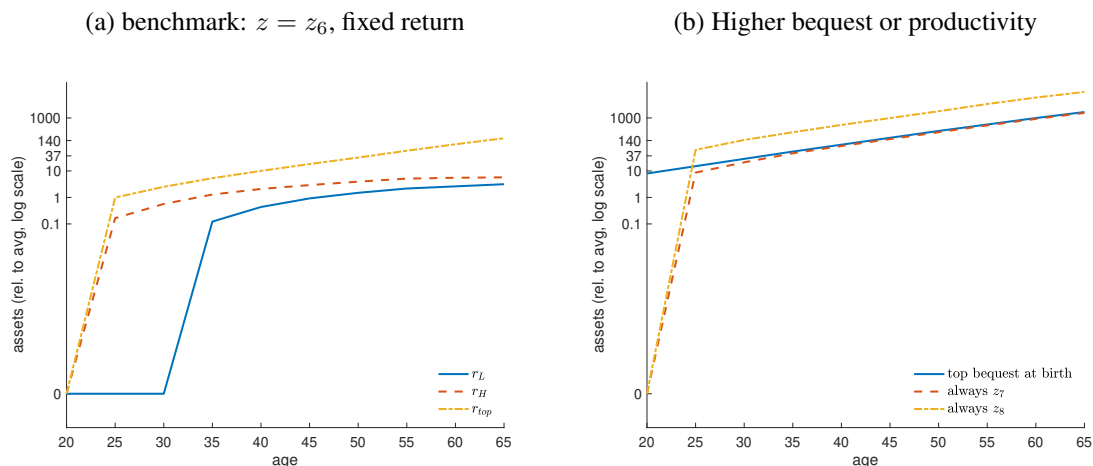 (a) benchmark: z = z₆, fixed return
1000
140
37
10
1
0.1
0
assets (rel. to avg, log scale)
r_L
r_H
r_top
20 25 30 35 40 45 50 55 60 65
age
(b) Higher bequest or productivity
1000
140
37
10
1
0.1
0
assets (rel. to avg, log scale)
top bequest at birth
always z₇
always z₈
20 25 30 35 40 45 50 55 60 65
age